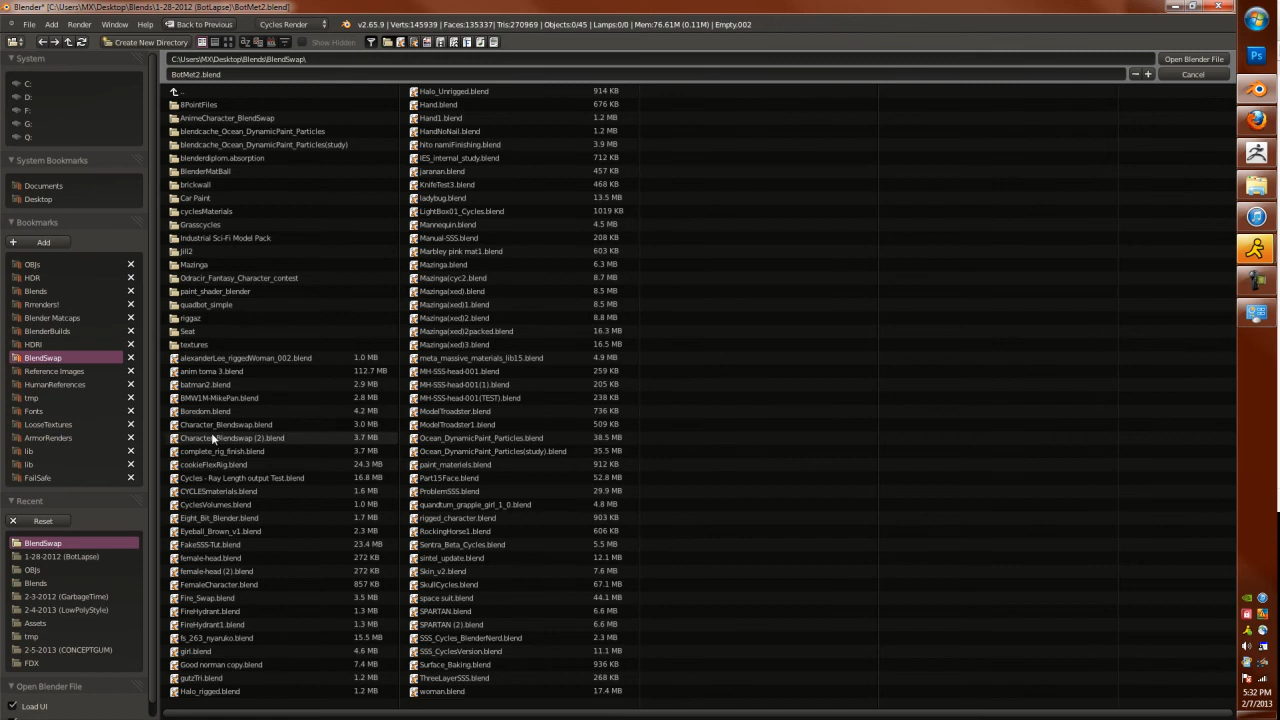 Blender* [C:\Users\MX\Desktop\Blends\1-28-2012 (BotLapse)\BotMet2.blend]
File Add Render Window Help Back to Previous Cycles Render v2.65.9 | Verts:145939 | Faces:135337| Tris:270969 | Objects:0/45 | Lamps:0/0 | Mem:76.61M (0.11M) | Empty.002
Create New Directory Show Hidden
System
C:
D:
F:
G:
Q:
System Bookmarks
Documents
Desktop
Bookmarks
Add
OBJs
HDR
Blends
Rrrenders!
Blender Matcaps
BlenderBuilds
HDRI
BlendSwap
Reference Images
HumanReferences
tmp
Fonts
LooseTextures
ArmorRenders
lib
lib
FailSafe
Recent
Reset
BlendSwap
1-28-2012 (BotLapse)
OBJs
Blends
2-3-2012 (GarbageTime)
2-4-2013 (LowPolyStyle)
Assets
tmp
2-5-2013 (CONCEPTGUM)
FDX
Open Blender File
Load UI
C:\Users\MX\Desktop\Blends\BlendSwap\ Open Blender File
BotMet2.blend Cancel
..
8PointFiles
AnimeCharacter_BlendSwap
blendcache_Ocean_DynamicPaint_Particles
blendcache_Ocean_DynamicPaint_Particles(study)
blenderdiplom.absorption
BlenderMatBall
brickwall
Car Paint
cyclesMaterials
Grasscycles
Industrial Sci-Fi Model Pack
Jill2
Mazinga
Odracir_Fantasy_Character_contest
paint_shader_blender
quadbot_simple
riggaz
Seat
textures
alexanderLee_riggedWoman_002.blend 1.0 MB
anim toma 3.blend 112.7 MB
batman2.blend 2.9 MB
BMW1M-MikePan.blend 2.8 MB
Boredom.blend 4.2 MB
Character_Blendswap.blend 3.0 MB
Character_Blendswap (2).blend 3.7 MB
complete_rig_finish.blend 3.7 MB
cookieFlexRig.blend 24.3 MB
Cycles - Ray Length output Test.blend 16.8 MB
CYCLESmaterials.blend 1.6 MB
CyclesVolumes.blend 1.0 MB
Eight_Bit_Blender.blend 1.7 MB
Eyeball_Brown_v1.blend 2.3 MB
FakeSSS-Tut.blend 23.4 MB
female-head.blend 272 KB
female-head (2).blend 272 KB
FemaleCharacter.blend 857 KB
Fire_Swap.blend 3.5 MB
FireHydrant.blend 1.3 MB
FireHydrant1.blend 1.3 MB
fs_263_nyaruko.blend 15.5 MB
girl.blend 4.6 MB
Good norman copy.blend 7.4 MB
gutzTri.blend 1.2 MB
Halo_rigged.blend 1.2 MB
Halo_Unrigged.blend 914 KB
Hand.blend 676 KB
Hand1.blend 1.2 MB
HandNoNail.blend 1.2 MB
hito namiFinishing.blend 3.9 MB
IES_internal_study.blend 712 KB
jaranan.blend 457 KB
KnifeTest3.blend 468 KB
ladybug.blend 13.5 MB
LightBox01_Cycles.blend 1019 KB
Mannequin.blend 4.5 MB
Manual-SSS.blend 208 KB
Marbley pink mat1.blend 603 KB
Mazinga.blend 6.3 MB
Mazinga(cyc2.blend 8.7 MB
Mazinga(xed).blend 8.5 MB
Mazinga(xed)1.blend 8.5 MB
Mazinga(xed)2.blend 8.8 MB
Mazinga(xed)2packed.blend 16.3 MB
Mazinga(xed)3.blend 16.5 MB
meta_massive_materials_lib15.blend 4.9 MB
MH-SSS-head-001.blend 259 KB
MH-SSS-head-001(1).blend 205 KB
MH-SSS-head-001(TEST).blend 238 KB
ModelTroadster.blend 736 KB
ModelTroadster1.blend 509 KB
Ocean_DynamicPaint_Particles.blend 38.5 MB
Ocean_DynamicPaint_Particles(study).blend 35.5 MB
paint_materiels.blend 912 KB
Part15Face.blend 52.8 MB
ProblemSSS.blend 29.9 MB
quandtum_grapple_girl_1_0.blend 4.8 MB
rigged_character.blend 903 KB
RockingHorse1.blend 606 KB
Sentra_Beta_Cycles.blend 5.5 MB
sintel_update.blend 12.1 MB
Skin_v2.blend 7.6 MB
SkullCycles.blend 67.1 MB
space suit.blend 44.1 MB
SPARTAN.blend 6.6 MB
SPARTAN (2).blend 6.6 MB
SSS_Cycles_BlenderNerd.blend 2.3 MB
SSS_CyclesVersion.blend 11.1 MB
Surface_Baking.blend 936 KB
ThreeLayerSSS.blend 268 KB
woman.blend 17.4 MB
Ps
5:32 PM
2/7/2013